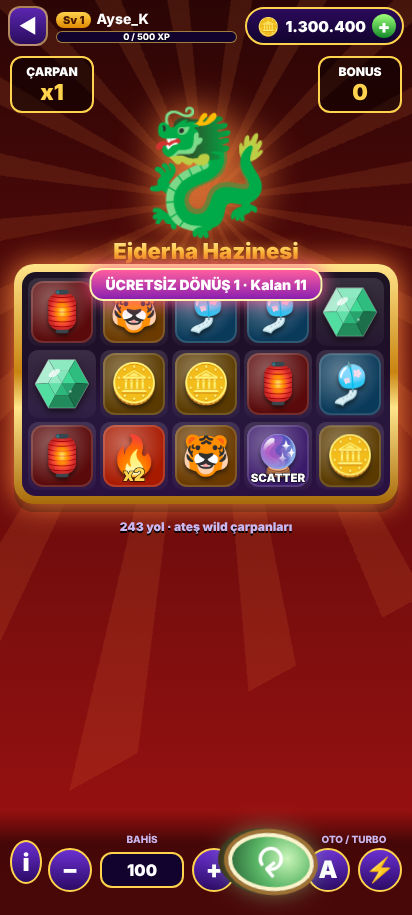 Sv 1 Ayse_K
0 / 500 XP
1.300.400 +
ÇARPAN
x1
BONUS
0
Ejderha Hazinesi
ÜCRETSİZ DÖNÜŞ 1 · Kalan 11
x2
SCATTER
243 yol · ateş wild çarpanları
BAHİS
OTO / TURBO
i
−
100
+
A